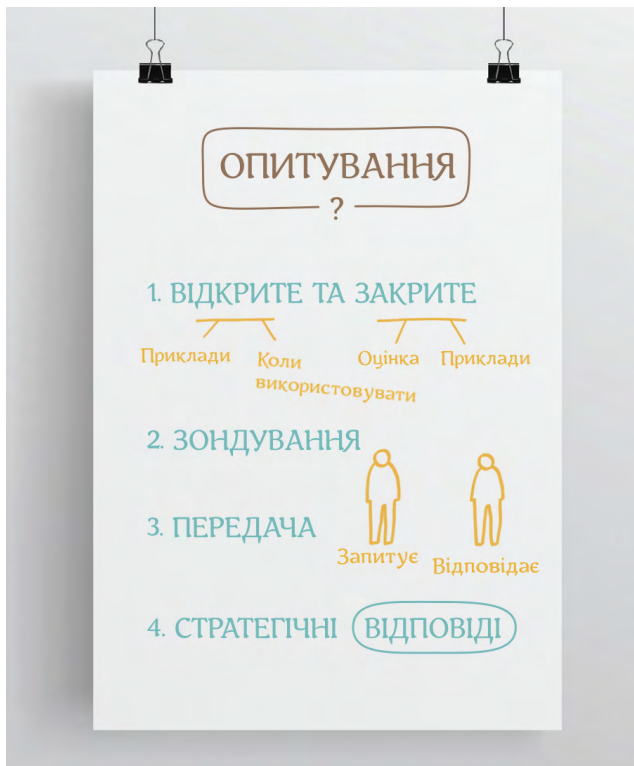 ОПИТУВАННЯ
?
1. ВІДКРИТЕ ТА ЗАКРИТЕ
Приклади
Коли
використовувати
Оцінка
Приклади
2. ЗОНДУВАННЯ
3. ПЕРЕДАЧА
Запитує
Відповідає
4. СТРАТЕГІЧНІ ВІДПОВІДІ